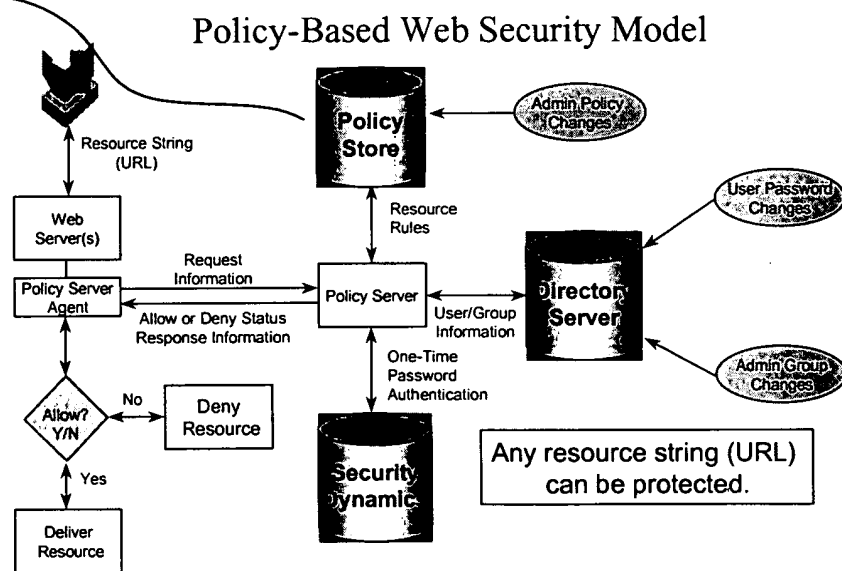 Policy-Based Web Security Model
Resource String
(URL)
Policy
Store
Admin Policy
Changes
User Password
Changes
Web
Server(s)
Resource
Rules
Request
Information
Policy Server
Agent
Policy Server
Allow or Deny Status
Response Information
User/Group
Information
Directory
Server
One-Time
Password
Authentication
Admin Group
Changes
Allow?
Y/N
No
Deny
Resource
Yes
Security
Dynamic
Any resource string (URL)
can be protected.
Deliver
Resource